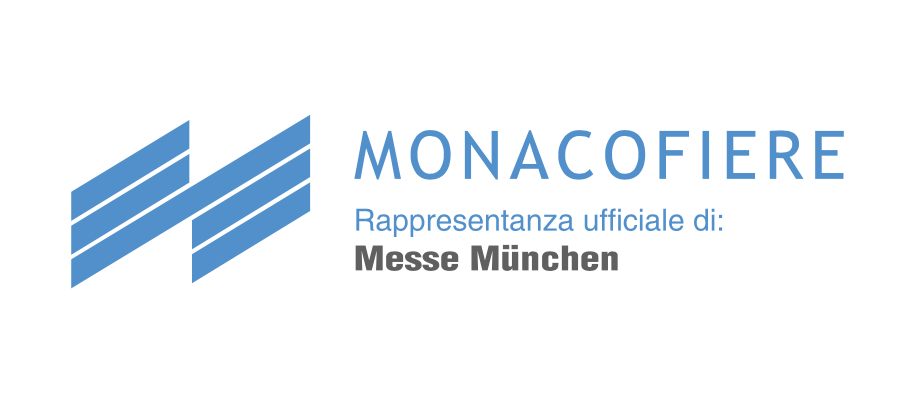 MONACOFIERE
Rappresentanza ufficiale di:
Messe München